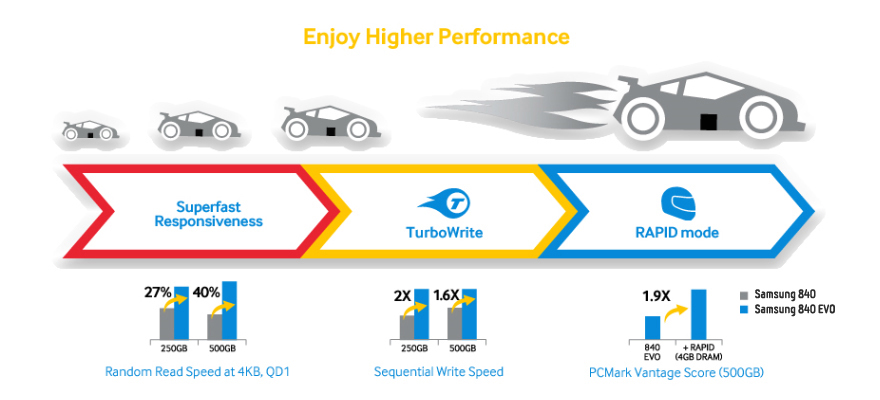 Enjoy Higher Performance
Superfast
Responsiveness
TurboWrite
RAPID mode
27%
40%
250GB
500GB
Random Read Speed at 4KB, QD1
2X
1.6X
250GB
500GB
Sequential Write Speed
1.9X
840
EVO
+ RAPID
(4GB DRAM)
PCMark Vantage Score (500GB)
Samsung 840
Samsung 840 EVO